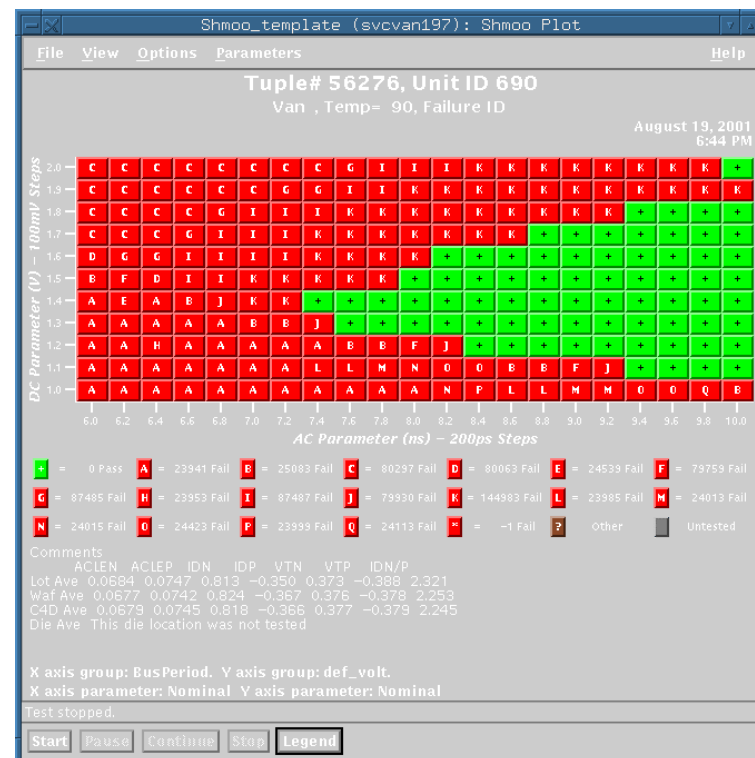 Shmoo_template (svcvan197): Shmoo Plot
File View Options Parameters Help
Tuple# 56276, Unit ID 690
Van , Temp= 90, Failure ID
August 19, 2001
6:44 PM
DC Parameter (V) - 100mV Steps
2.0 C C C C C C C C G I I I K K K K K K K K +
1.9 C C C C C C G G I I K K K K K K K K K K K
1.8 C C C C G I I I K K K K K K K K K + + + +
1.7 C C C G I I I K K K K K K K + + + + + + +
1.6 D G G I I I I K K K K + + + + + + + + + +
1.5 B F D I I K K K K K + + + + + + + + + + +
1.4 A E A B J K K + + + + + + + + + + + + + +
1.3 A A A A A B B J + + + + + + + + + + + + +
1.2 A A H A A A A A B B F J + + + + + + + + +
1.1 A A A A A A A L L M N O O B B F J + + + +
1.0 A A A A A A A A A A A N P L L M M O O Q B
6.0 6.2 6.4 6.6 6.8 7.0 7.2 7.4 7.6 7.8 8.0 8.2 8.4 8.6 8.8 9.0 9.2 9.4 9.6 9.8 10.0
AC Parameter (ns) - 200ps Steps
+ = 0 Pass A = 23941 Fail B = 25083 Fail C = 80297 Fail D = 80063 Fail E = 24539 Fail F = 79759 Fail
G = 87485 Fail H = 23953 Fail I = 87487 Fail J = 79930 Fail K = 144983 Fail L = 23985 Fail M = 24013 Fail
N = 24015 Fail O = 24423 Fail P = 23999 Fail Q = 24113 Fail * = -1 Fail ? Other Untested
Comments
ACLEN ACLEP IDN IDP VTN VTP IDN/P
Lot Ave 0.0684 0.0747 0.813 -0.350 0.373 -0.388 2.321
Waf Ave 0.0677 0.0742 0.824 -0.367 0.376 -0.378 2.253
C4D Ave 0.0679 0.0745 0.818 -0.366 0.377 -0.379 2.245
Die Ave This die location was not tested
X axis group: BusPeriod. Y axis group: def_volt.
X axis parameter: Nominal Y axis parameter: Nominal
Test stopped.
Start Pause Continue Stop Legend